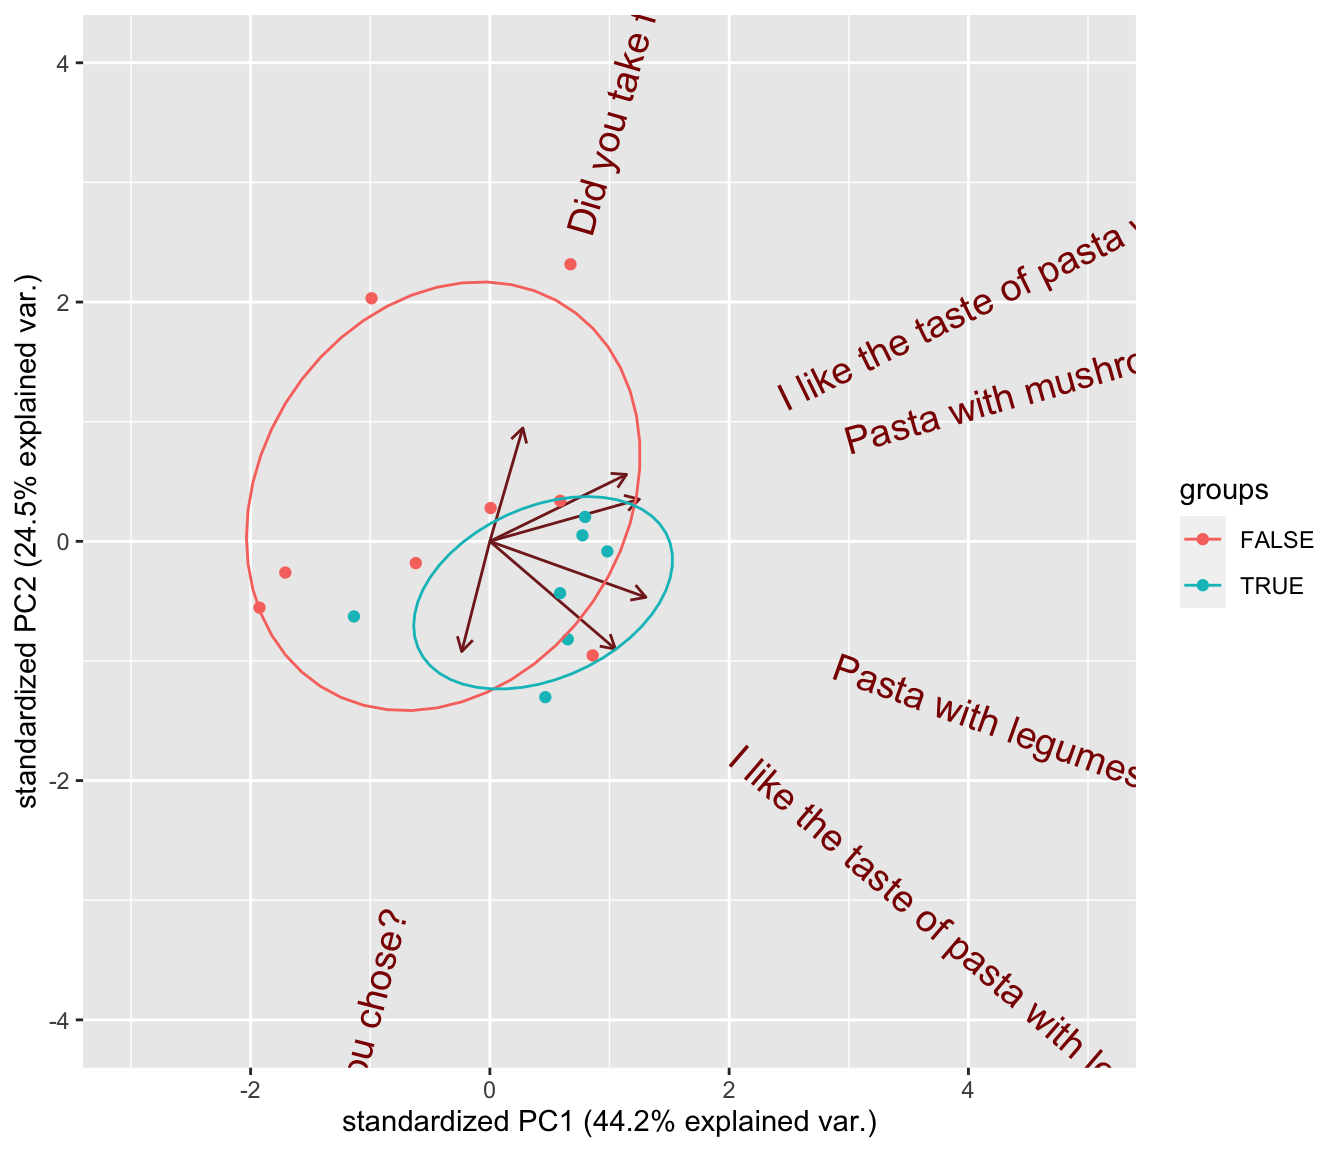 4
2
0
-2
-4
standardized PC2 (24.5% explained var.)
Did you take
I like the taste of pasta
Pasta with mushro
Pasta with legumes
I like the taste of pasta with le
ou chose?
-2
0
2
4
standardized PC1 (44.2% explained var.)
groups
FALSE
TRUE